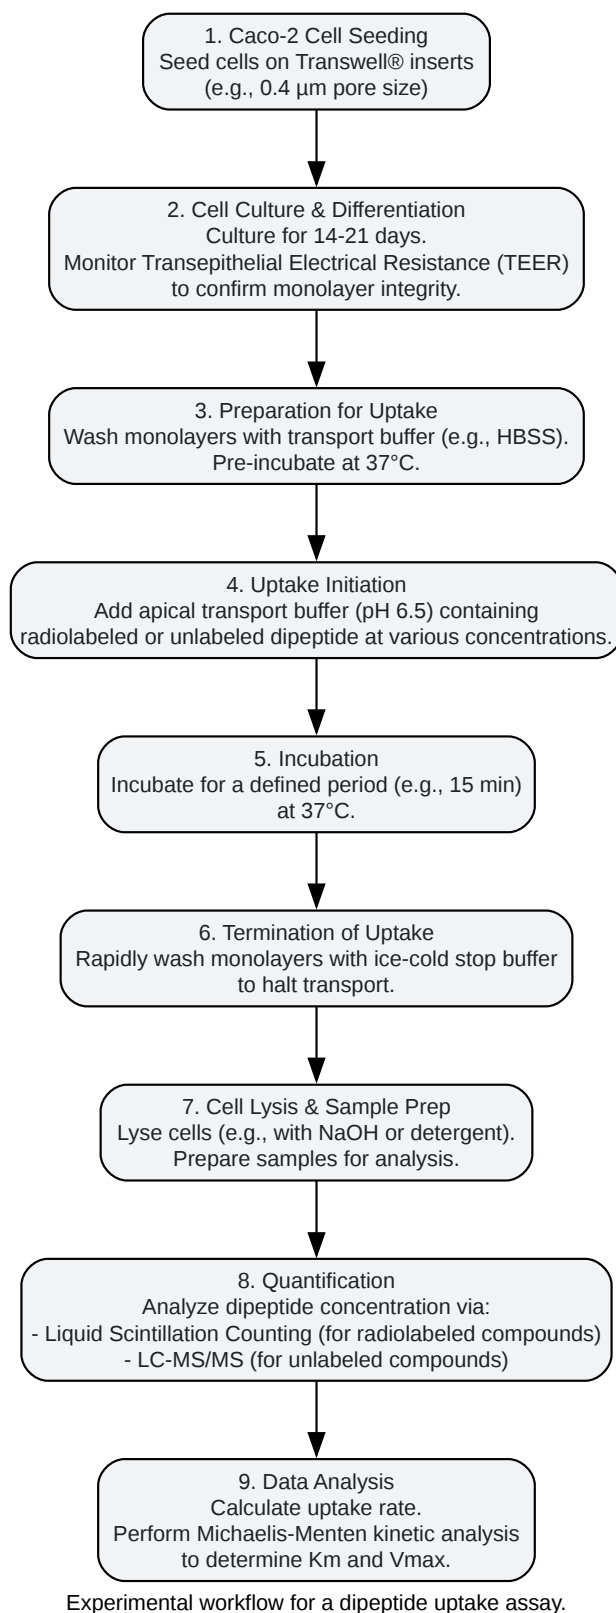 1. Caco-2 Cell Seeding
Seed cells on Transwell® inserts
(e.g., 0.4 µm pore size)
2. Cell Culture & Differentiation
Culture for 14-21 days.
Monitor Transepithelial Electrical Resistance (TEER)
to confirm monolayer integrity.
3. Preparation for Uptake
Wash monolayers with transport buffer (e.g., HBSS).
Pre-incubate at 37°C.
4. Uptake Initiation
Add apical transport buffer (pH 6.5) containing
radiolabeled or unlabeled dipeptide at various concentrations.
5. Incubation
Incubate for a defined period (e.g., 15 min)
at 37°C.
6. Termination of Uptake
Rapidly wash monolayers with ice-cold stop buffer
to halt transport.
7. Cell Lysis & Sample Prep
Lyse cells (e.g., with NaOH or detergent).
Prepare samples for analysis.
8. Quantification
Analyze dipeptide concentration via:
- Liquid Scintillation Counting (for radiolabeled compounds)
- LC-MS/MS (for unlabeled compounds)
9. Data Analysis
Calculate uptake rate.
Perform Michaelis-Menten kinetic analysis
to determine Km and Vmax.
Experimental workflow for a dipeptide uptake assay.